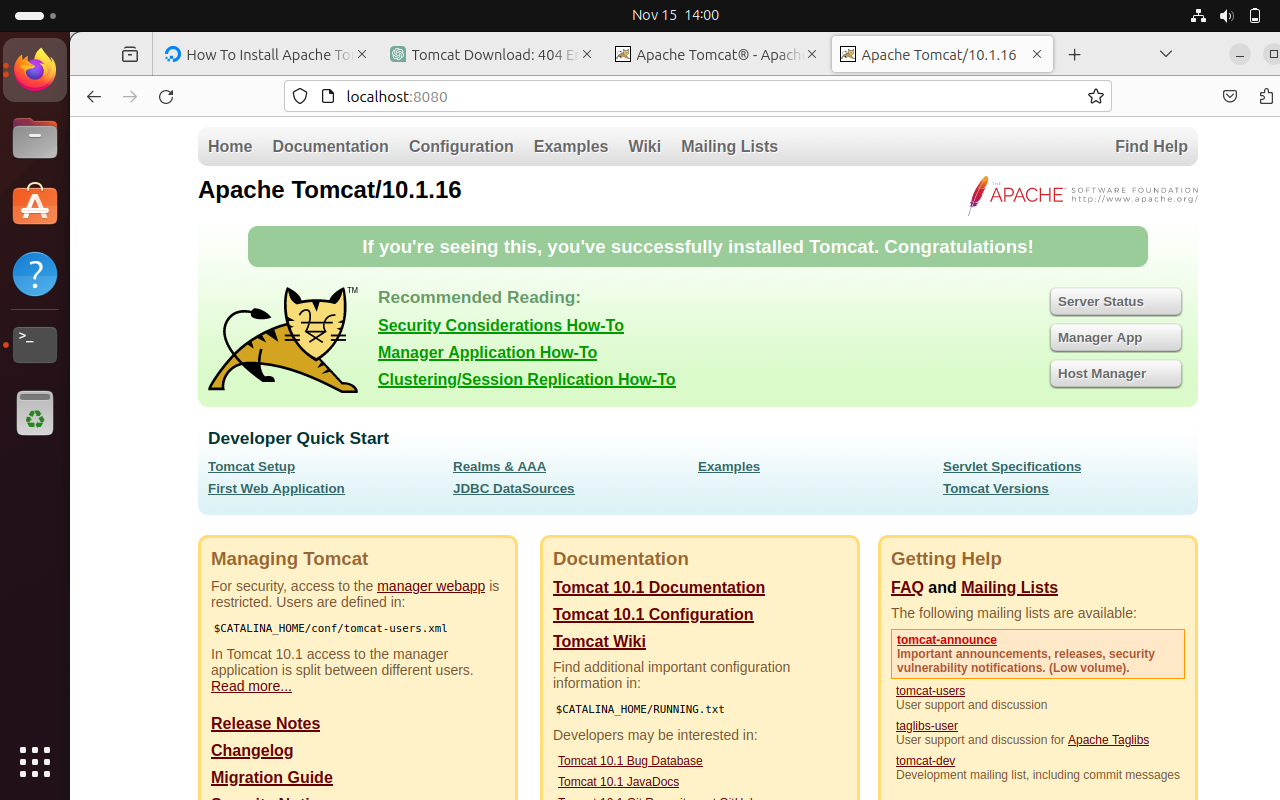 Nov 15 14:00
How To Install Apache To
Tomcat Download: 404 Er
Apache Tomcat® - Apach
Apache Tomcat/10.1.16
localhost:8080
Home Documentation Configuration Examples Wiki Mailing Lists Find Help
Apache Tomcat/10.1.16
THE
APACHE®
SOFTWARE FOUNDATION
http://www.apache.org/
If you're seeing this, you've successfully installed Tomcat. Congratulations!
TM
Recommended Reading:
Security Considerations How-To
Manager Application How-To
Clustering/Session Replication How-To
Server Status
Manager App
Host Manager
Developer Quick Start
Tomcat Setup
First Web Application
Realms & AAA
JDBC DataSources
Examples
Servlet Specifications
Tomcat Versions
Managing Tomcat
For security, access to the manager webapp is
restricted. Users are defined in:
$CATALINA_HOME/conf/tomcat-users.xml
In Tomcat 10.1 access to the manager
application is split between different users.
Read more...
Release Notes
Changelog
Migration Guide
Documentation
Tomcat 10.1 Documentation
Tomcat 10.1 Configuration
Tomcat Wiki
Find additional important configuration
information in:
$CATALINA_HOME/RUNNING.txt
Developers may be interested in:
Tomcat 10.1 Bug Database
Tomcat 10.1 JavaDocs
Getting Help
FAQ and Mailing Lists
The following mailing lists are available:
tomcat-announce
Important announcements, releases, security
vulnerability notifications. (Low volume).
tomcat-users
User support and discussion
taglibs-user
User support and discussion for Apache Taglibs
tomcat-dev
Development mailing list, including commit messages